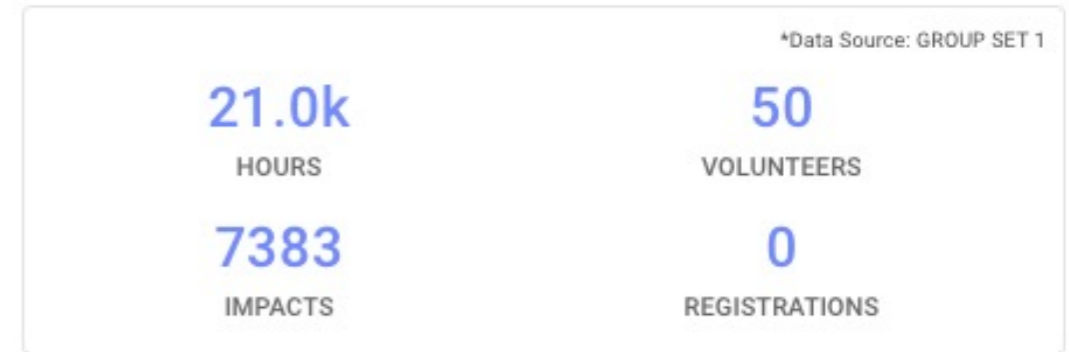 *Data Source: GROUP SET 1
21.0k
HOURS
50
VOLUNTEERS
7383
IMPACTS
0
REGISTRATIONS